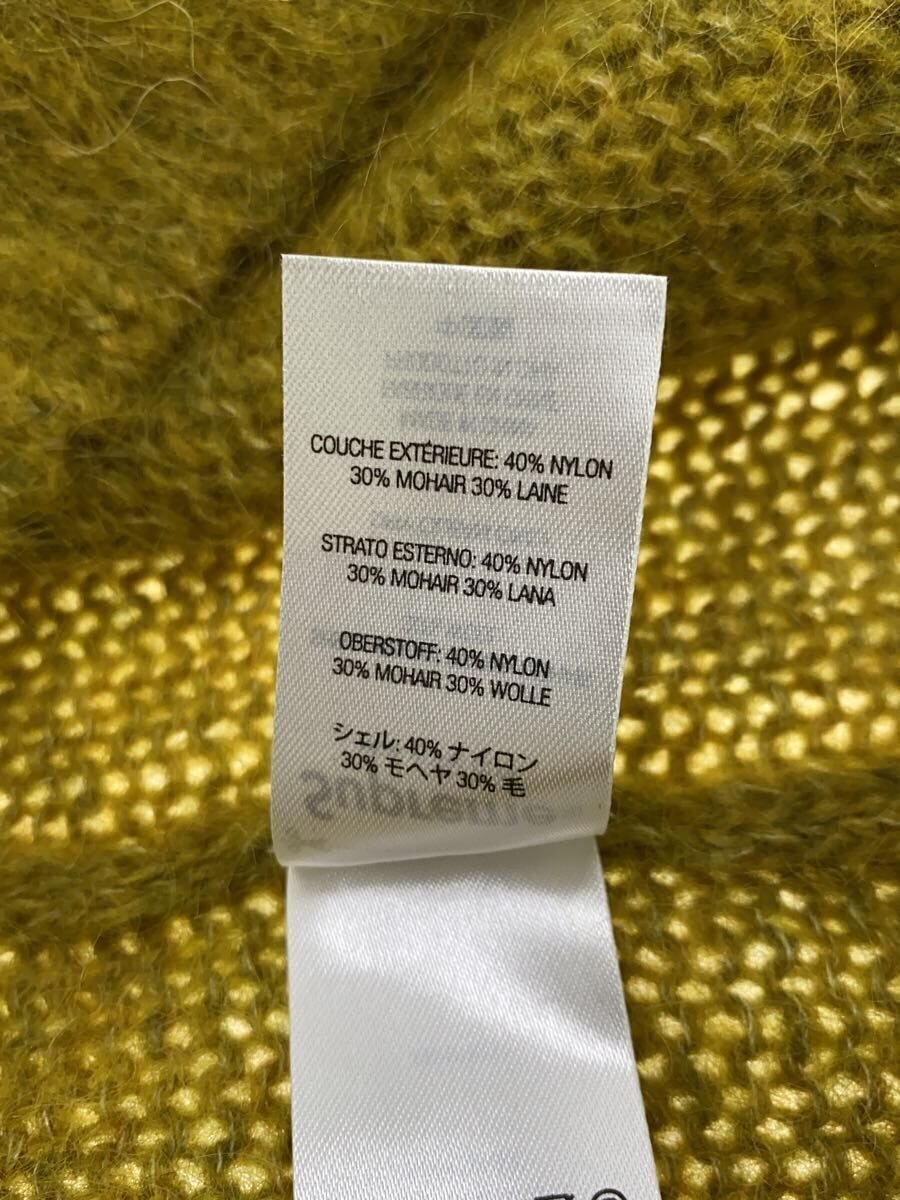 COUCHE EXTÉRIEURE: 40% NYLON
30% MOHAIR 30% LAINE
STRATO ESTERNO: 40% NYLON
30% MOHAIR 30% LANA
OBERSTOFF: 40% NYLON
30% MOHAIR 30% WOLLE
シェル: 40% ナイロン
30% モヘヤ 30% 毛
Supreme